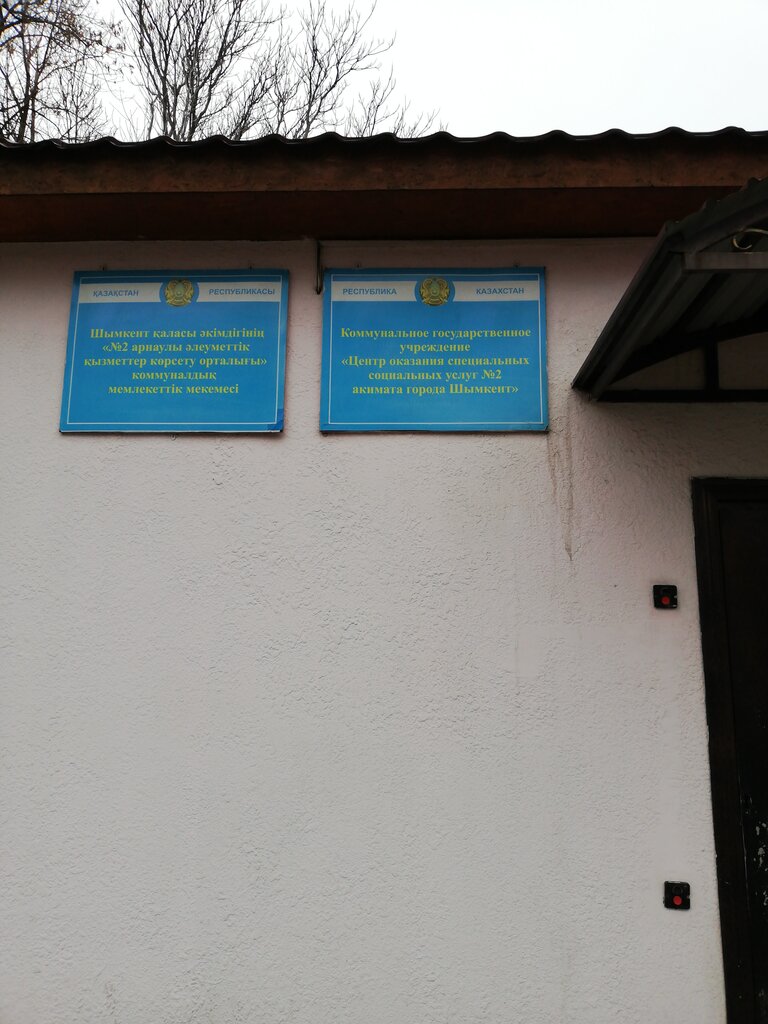 ҚАЗАҚСТАН РЕСПУБЛИКАСЫ
Шымкент қаласы әкімдігінің
«№2 арнаулы әлеуметтік
қызметтер көрсету орталығы»
коммуналдық
мемлекеттік мекемесі
РЕСПУБЛИКА КАЗАХСТАН
Коммунальное государственное
учреждение
«Центр оказания специальных
социальных услуг №2
акимата города Шымкент»